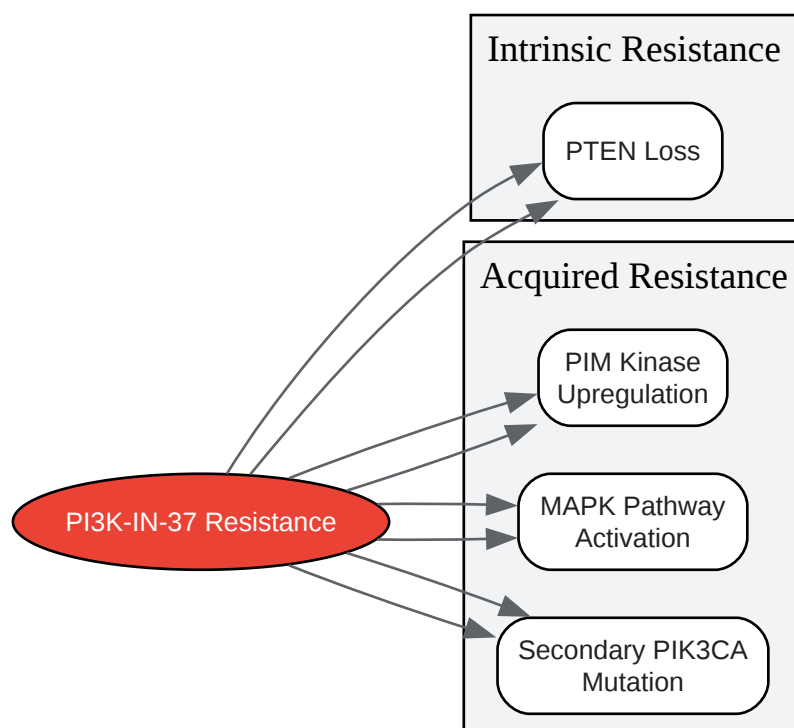 Intrinsic Resistance
PTEN Loss
Acquired Resistance
PIM Kinase
Upregulation
PI3K-IN-37 Resistance
MAPK Pathway
Activation
Secondary PIK3CA
Mutation